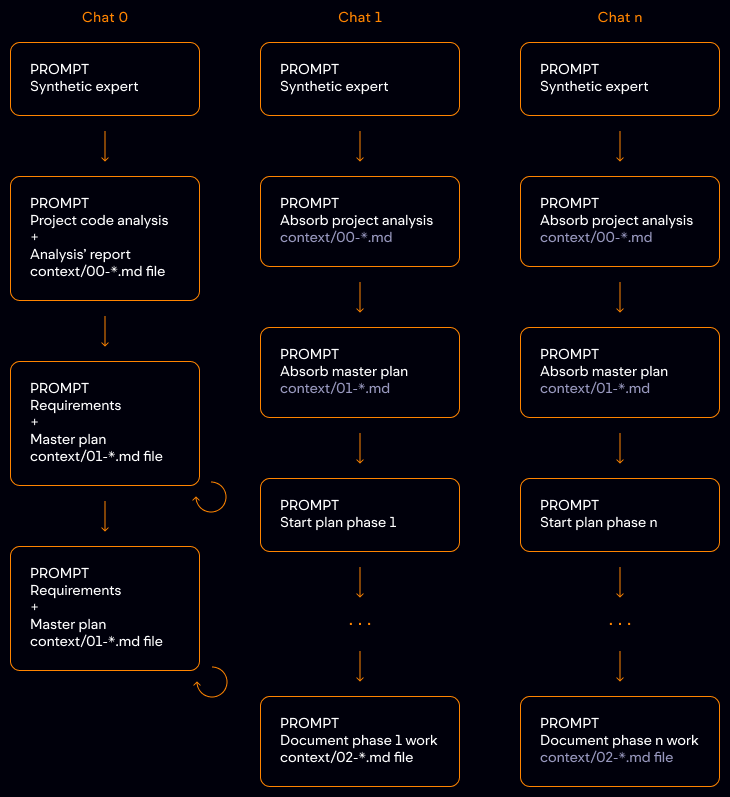 Chat 0
PROMPT
Synthetic expert
PROMPT
Project code analysis
+
Analysis’ report
context/00-*.md file
PROMPT
Requirements
+
Master plan
context/01-*.md file
PROMPT
Requirements
+
Master plan
context/01-*.md file
Chat 1
PROMPT
Synthetic expert
PROMPT
Absorb project analysis
context/00-*.md
PROMPT
Absorb master plan
context/01-*.md
PROMPT
Start plan phase 1
...
PROMPT
Document phase 1 work
context/02-*.md file
Chat n
PROMPT
Synthetic expert
PROMPT
Absorb project analysis
context/00-*.md
PROMPT
Absorb master plan
context/01-*.md
PROMPT
Start plan phase n
...
PROMPT
Document phase n work
context/02-*.md file